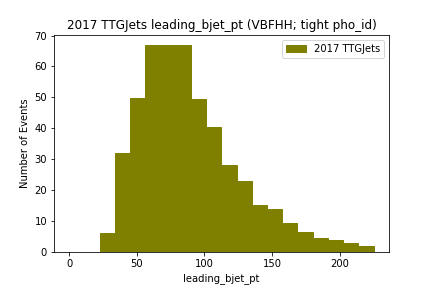 2017 TTGJets leading_bjet_pt (VBFHH; tight pho_id)
2017 TTGJets
Number of Events
70
60
50
40
30
20
10
0
0 50 100 150 200
leading_bjet_pt